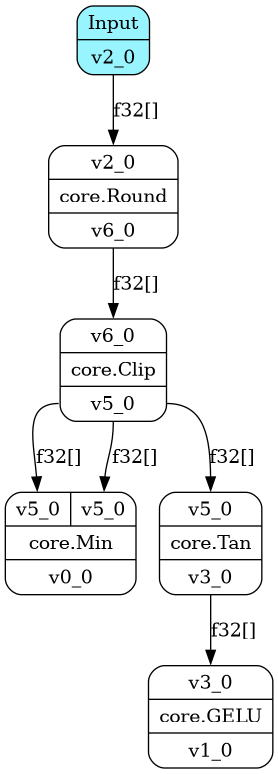 Input
v2_0
f32[]
v2_0
core.Round
v6_0
f32[]
v6_0
core.Clip
v5_0
f32[] f32[] f32[]
v5_0 v5_0
core.Min
v0_0
v5_0
core.Tan
v3_0
f32[]
v3_0
core.GELU
v1_0